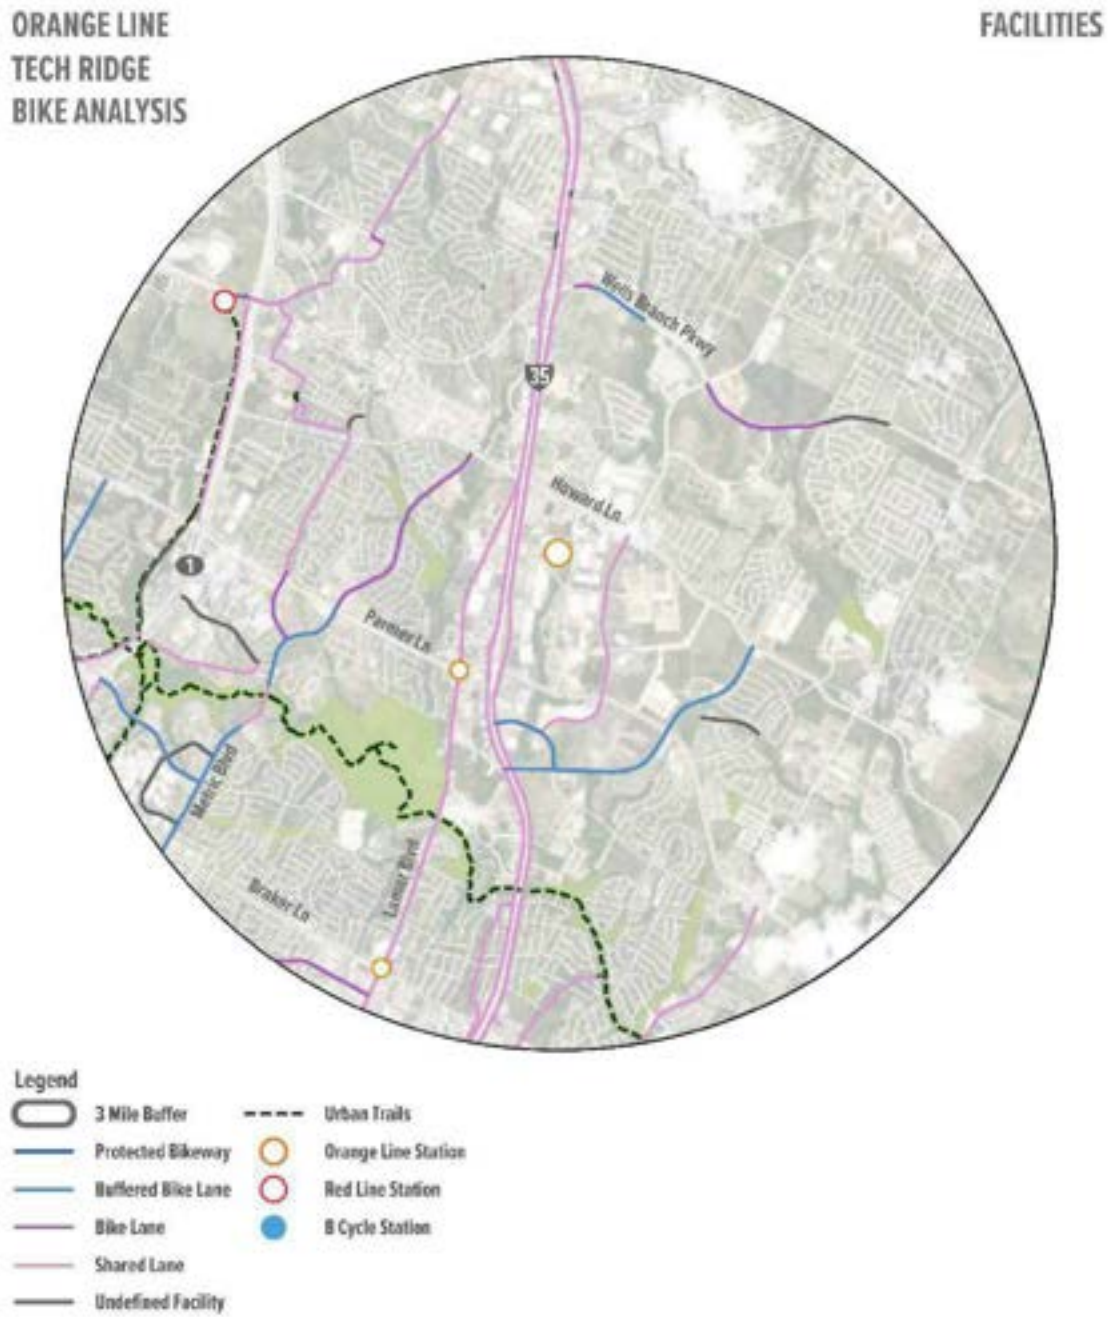 ORANGE LINE
TECH RIDGE
BIKE ANALYSIS
FACILITIES
Wells Branch Pkwy
35
Howard Ln
1
Parmer Ln
Metric Blvd
Lamar Blvd
Braker Ln
Legend
3 Mile Buffer
Protected Bikeway
Buffered Bike Lane
Bike Lane
Shared Lane
Undefined Facility
Urban Trails
Orange Line Station
Red Line Station
B Cycle Station